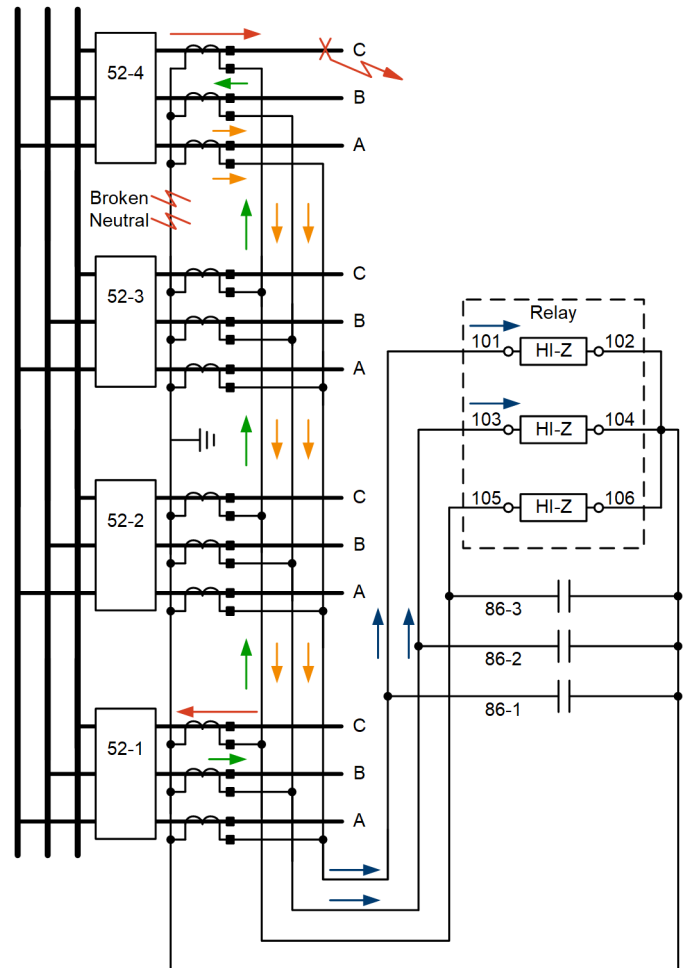 C
52-4
B
A
Broken
Neutral
C
52-3
B
A
Relay
101 HI-Z 102
103 HI-Z 104
105 HI-Z 106
C
52-2
B
A
86-3
86-2
86-1
C
52-1
B
A